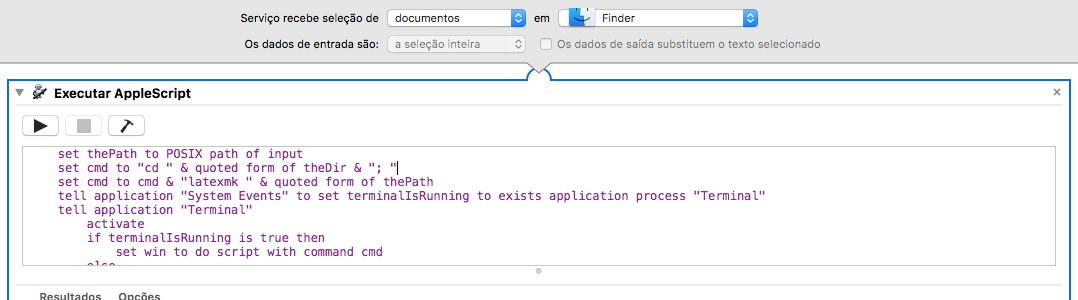 Serviço recebe seleção de documentos em Finder
Os dados de entrada são: a seleção inteira Os dados de saída substituem o texto selecionado
Executar AppleScript
set thePath to POSIX path of input
set cmd to "cd " & quoted form of theDir & "; "
set cmd to cmd & "latexmk " & quoted form of thePath
tell application "System Events" to set terminalIsRunning to exists application process "Terminal"
tell application "Terminal"
activate
if terminalIsRunning is true then
set win to do script with command cmd
else
Resultados Opções